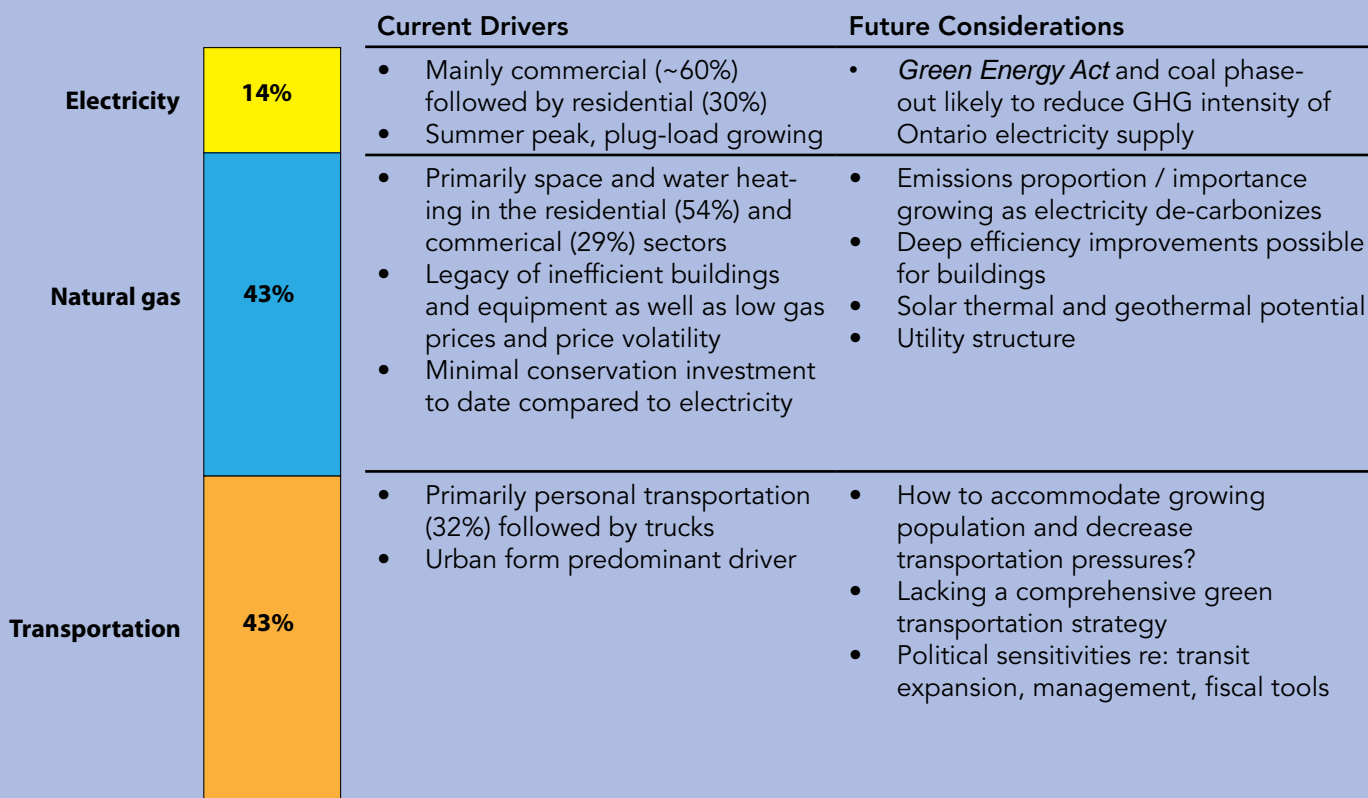 Current Drivers
Future Considerations
Electricity
14%
• Mainly commercial (~60%)
followed by residential (30%)
• Summer peak, plug-load growing
• Green Energy Act and coal phase-
out likely to reduce GHG intensity of
Ontario electricity supply
Natural gas
43%
• Primarily space and water heat-
ing in the residential (54%) and
commerical (29%) sectors
• Legacy of inefficient buildings
and equipment as well as low gas
prices and price volatility
• Minimal conservation investment
to date compared to electricity
• Emissions proportion / importance
growing as electricity de-carbonizes
• Deep efficiency improvements possible
for buildings
• Solar thermal and geothermal potential
• Utility structure
Transportation
43%
• Primarily personal transportation
(32%) followed by trucks
• Urban form predominant driver
• How to accommodate growing
population and decrease
transportation pressures?
• Lacking a comprehensive green
transportation strategy
• Political sensitivities re: transit
expansion, management, fiscal tools